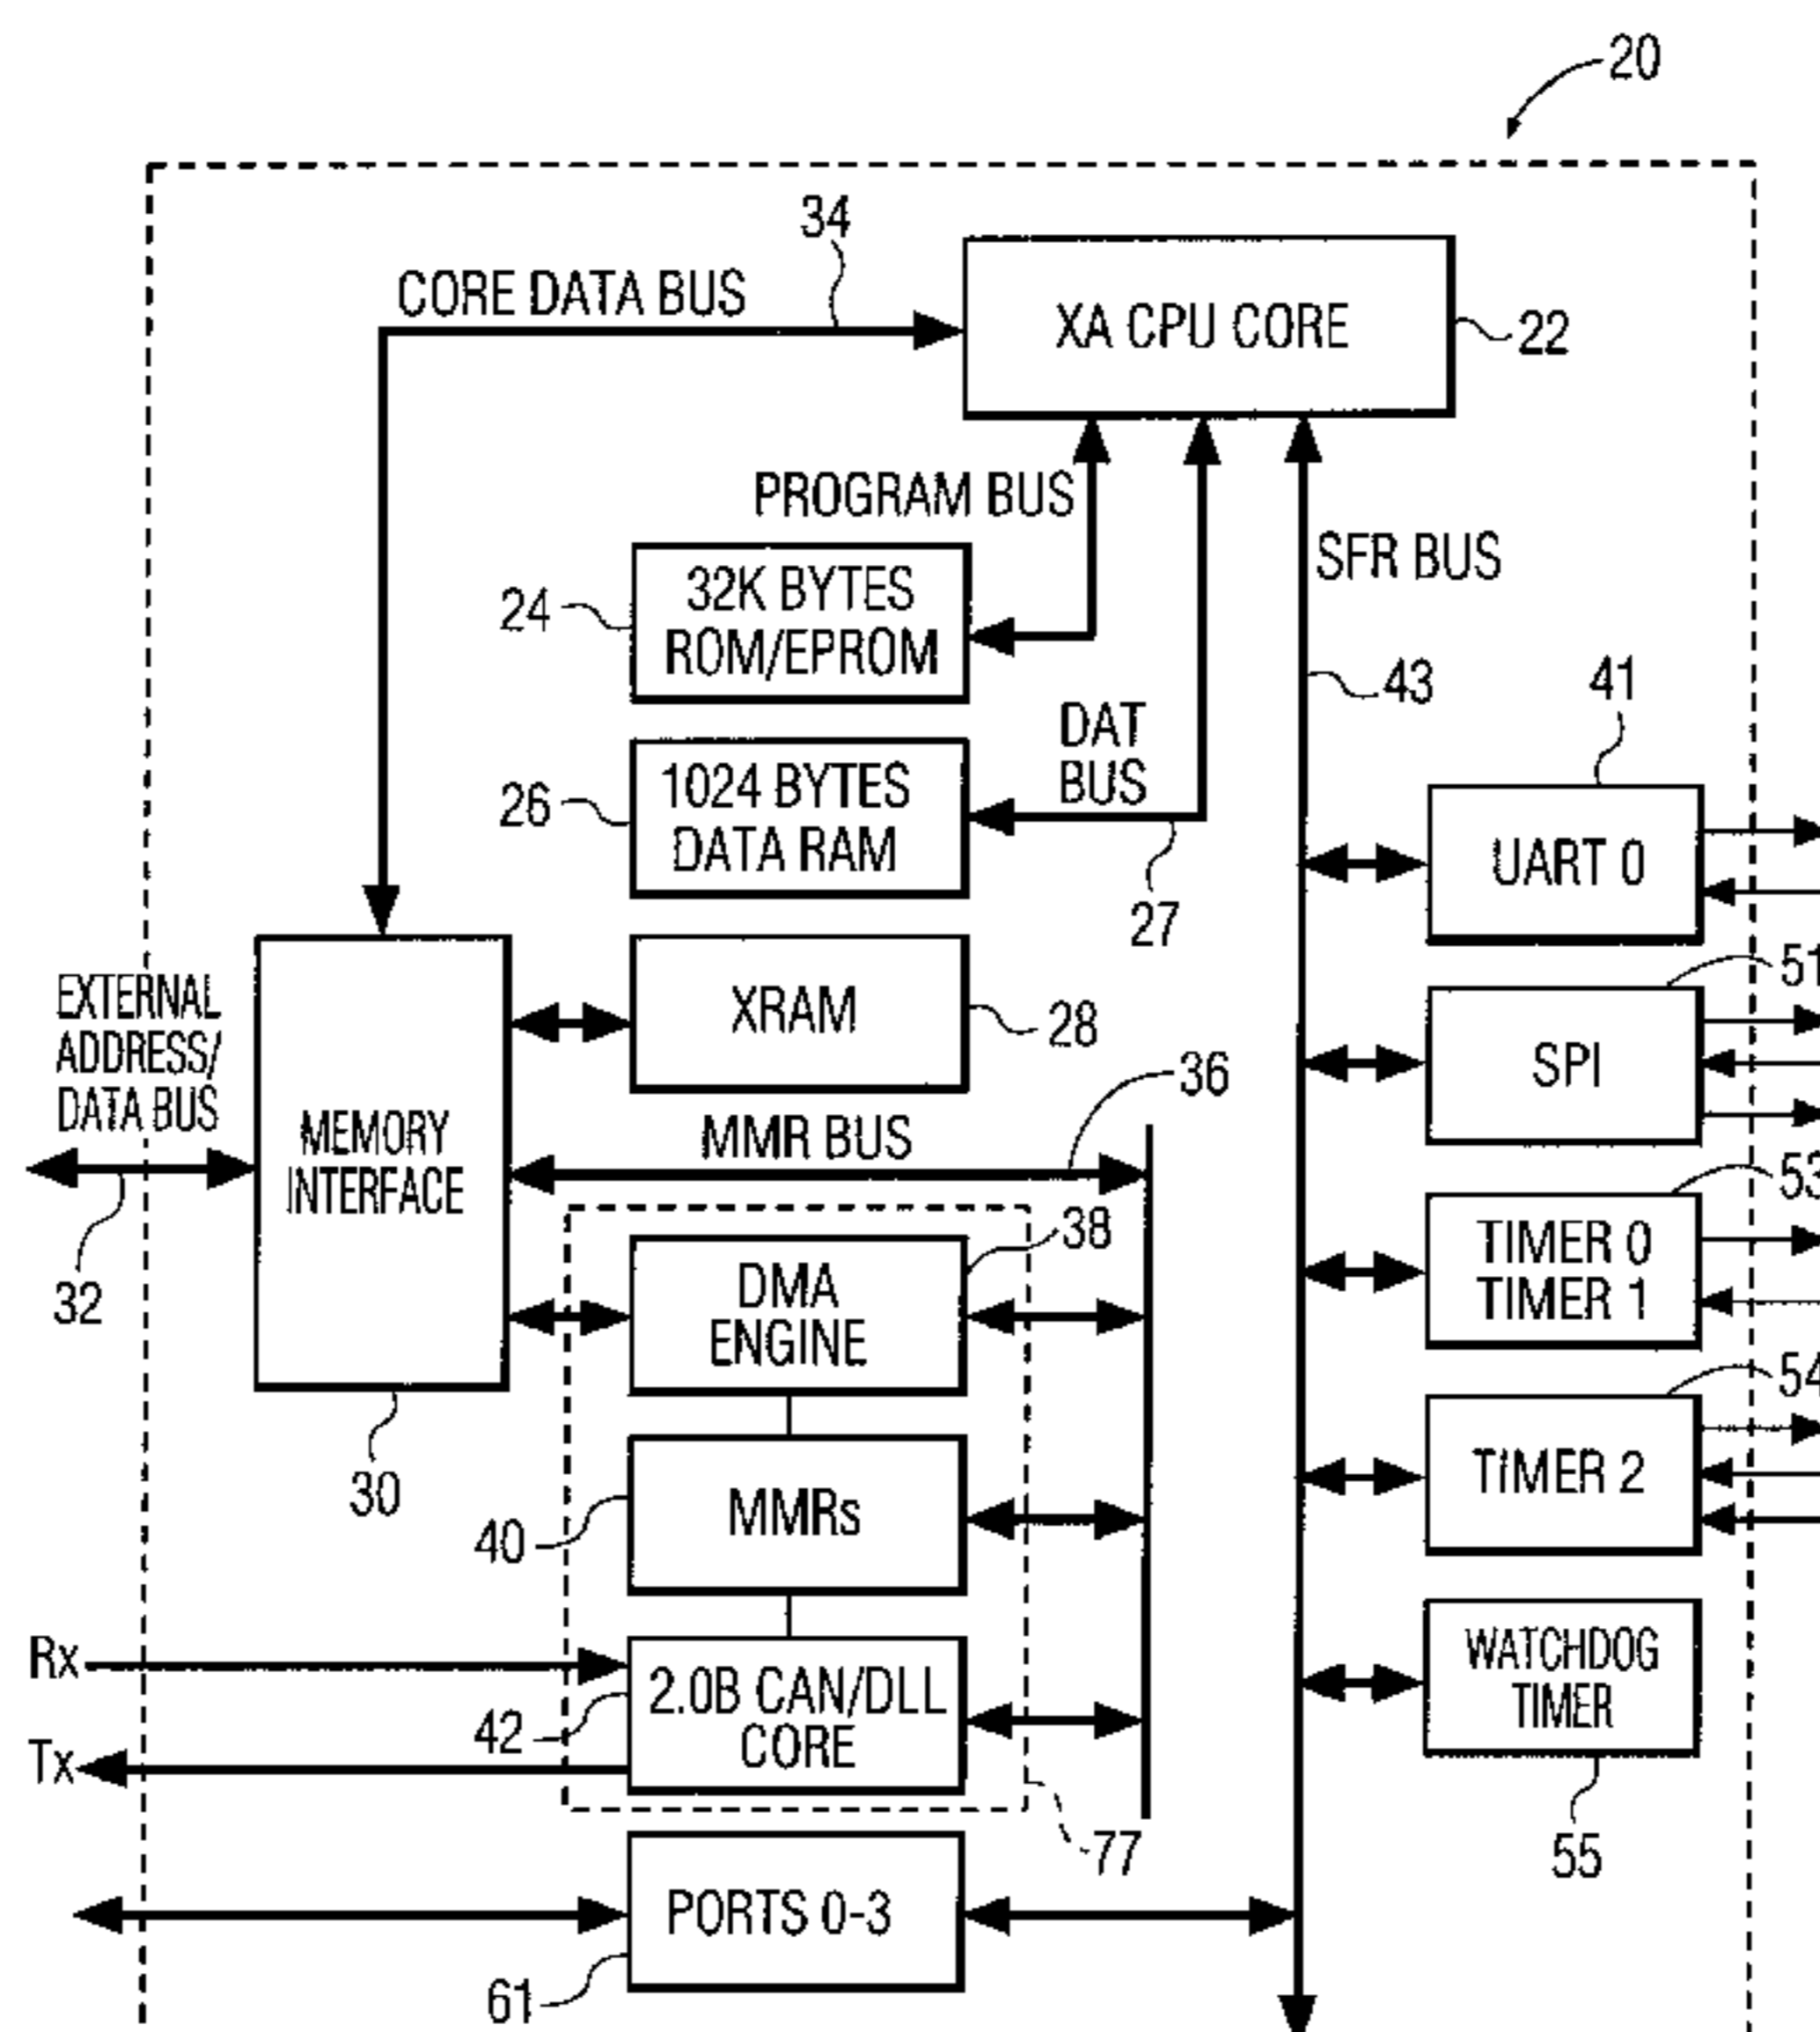 20
34
CORE DATA BUS
XA CPU CORE
22
PROGRAM BUS
SFR BUS
24
32K BYTES
ROM/EPROM
43
41
DAT
BUS
26
1024 BYTES
DATA RAM
27
UART 0
EXTERNAL
ADDRESS/
DATA BUS
XRAM
28
51
SPI
36
MEMORY
INTERFACE
MMR BUS
32
38
53
DMA
ENGINE
TIMER 0
TIMER 1
30
54
40
MMRs
TIMER 2
Rx
42
2.0B CAN/DLL
CORE
WATCHDOG
TIMER
Tx
77
55
PORTS 0-3
61